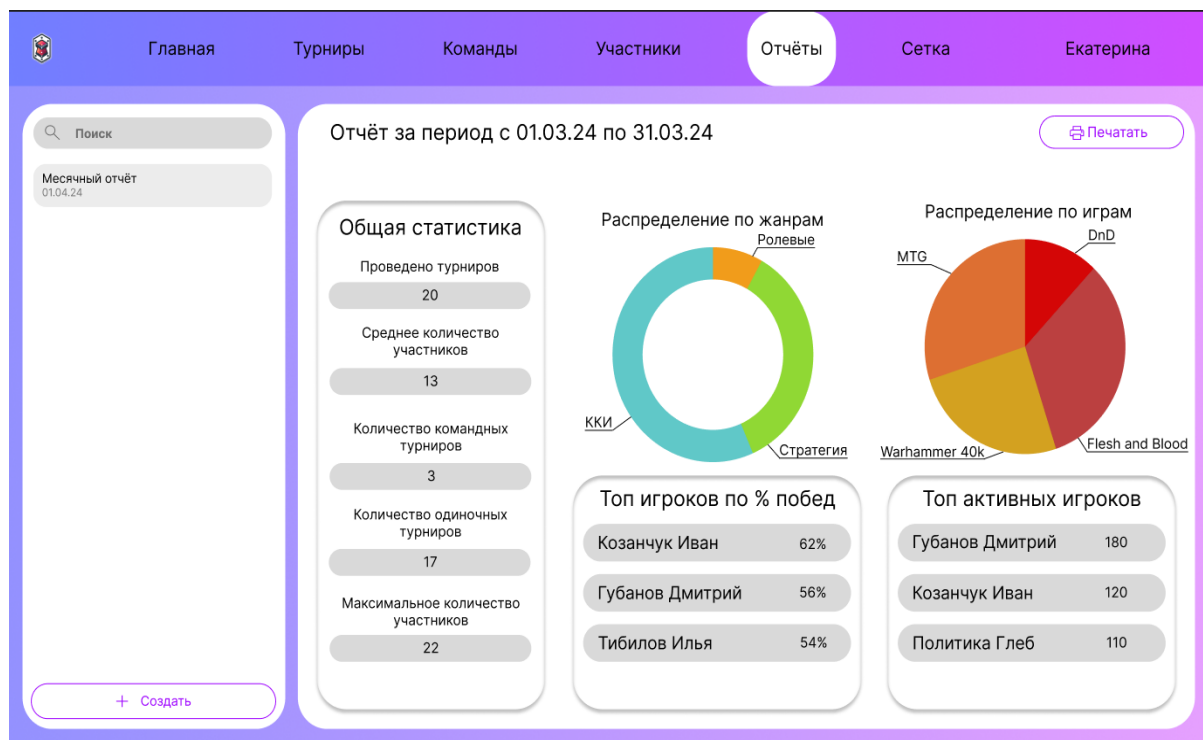 Главная
Турниры
Команды
Участники
Отчёты
Сетка
Екатерина
Поиск
Месячный отчёт
01.04.24
Создать
Отчёт за период с 01.03.24 по 31.03.24
Печатать
Общая статистика
Проведено турниров
20
Среднее количество
участников
13
Количество командных
турниров
3
Количество одиночных
турниров
17
Максимальное количество
участников
22
Распределение по жанрам
Ролевые
ККИ
Стратегия
Распределение по играм
DnD
MTG
Warhammer 40k
Flesh and Blood
Топ игроков по % побед
Козанчук Иван 62%
Губанов Дмитрий 56%
Тибилов Илья 54%
Топ активных игроков
Губанов Дмитрий 180
Козанчук Иван 120
Политика Глеб 110